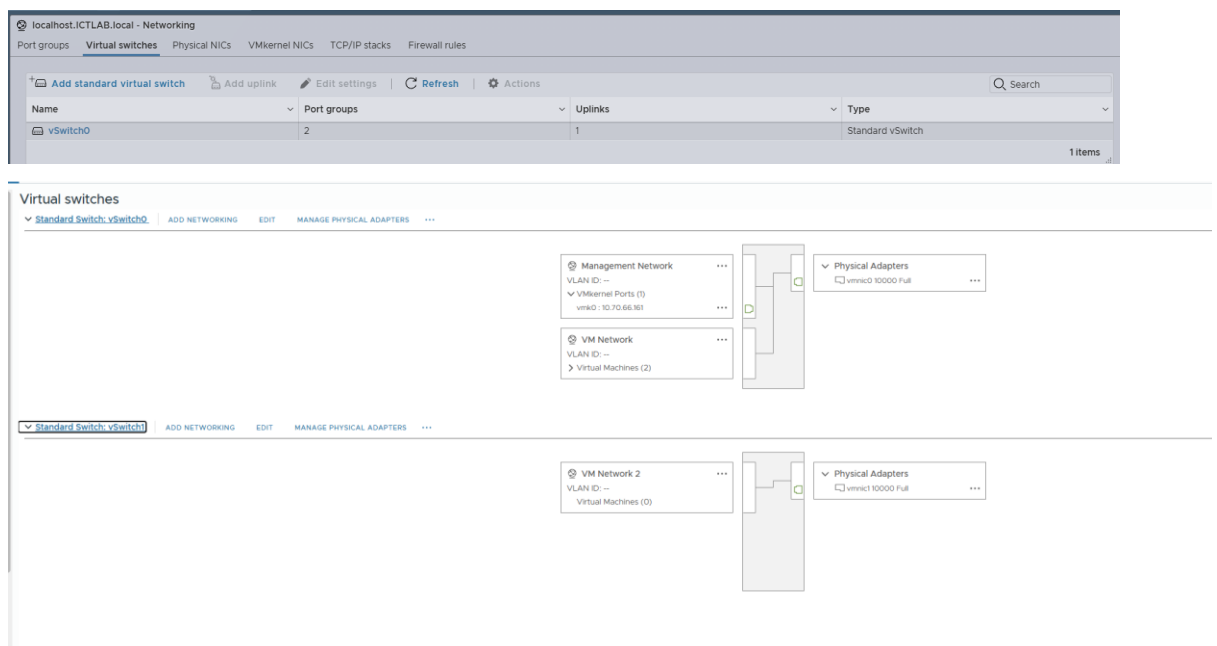 localhost.ICTLAB.local - Networking
Port groups Virtual switches Physical NICs VMkernel NICs TCP/IP stacks Firewall rules
Add standard virtual switch Add uplink Edit settings Refresh Actions Search
Name Port groups Uplinks Type
vSwitch0 2 1 Standard vSwitch
1 items
Virtual switches
Standard Switch: vSwitch0 ADD NETWORKING EDIT MANAGE PHYSICAL ADAPTERS ...
Management Network ...
VLAN ID: --
VMkernel Ports (1)
vmk0 : 10.70.66.161 ...
Physical Adapters
vmnic0 10000 Full ...
VM Network ...
VLAN ID: --
Virtual Machines (2)
Standard Switch: vSwitch1 ADD NETWORKING EDIT MANAGE PHYSICAL ADAPTERS ...
VM Network 2 ...
VLAN ID: --
Virtual Machines (0)
Physical Adapters
vmnic1 10000 Full ...